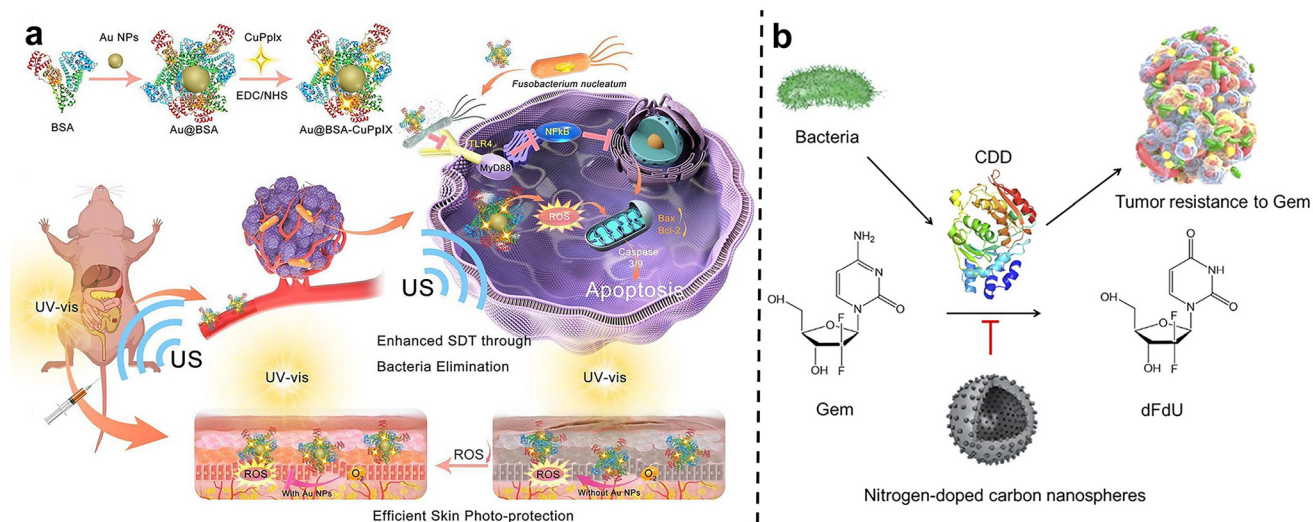 a
Au NPs
CuPpIx
EDC/NHS
BSA
Au@BSA
Au@BSA-CuPpIX
Fusobacterium nucleatum
TLR4
MyD88
NFkB
ROS
Bax
Bcl-2
Caspase
3/9
Apoptosis
UV-vis
US
US
Enhanced SDT through
Bacteria Elimination
UV-vis
UV-vis
ROS
O2
With Au NPs
ROS
ROS
O2
Without Au NPs
Efficient Skin Photo-protection
b
Bacteria
CDD
Tumor resistance to Gem
NH2
N
N
O
HO
O
F
F
OH
Gem
O
NH
N
O
HO
O
F
F
OH
dFdU
Nitrogen-doped carbon nanospheres